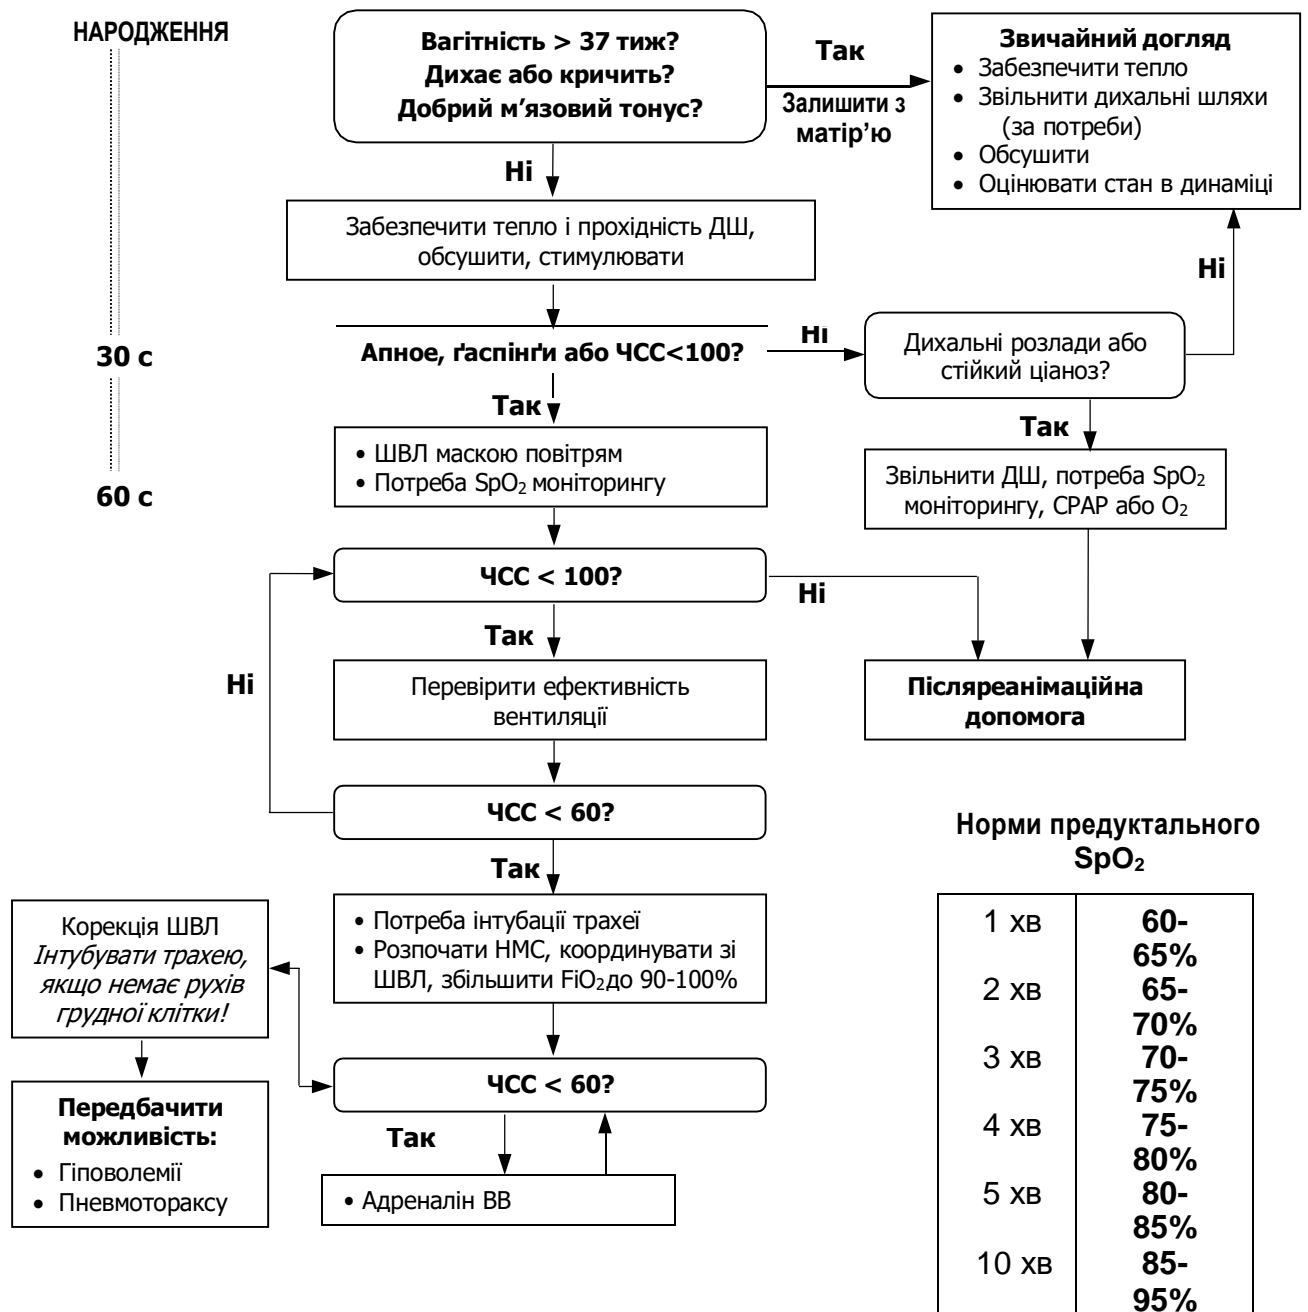 НАРОДЖЕННЯ
Вагітність > 37 тиж?
Дихає або кричить?
Добрий м’язовий тонус?
Так
Залишити з
матір’ю
Звичайний догляд
• Забезпечити тепло
• Звільнити дихальні шляхи
(за потреби)
• Обсушити
• Оцінювати стан в динаміці
Ні
Забезпечити тепло і прохідність ДШ,
обсушити, стимулювати
Ні
30 с
Апное, ґаспінґи або ЧСС<100?
Ні
Дихальні розлади або
стійкий ціаноз?
Так
Так
60 с
• ШВЛ маскою повітрям
• Потреба SpO₂ моніторингу
Звільнити ДШ, потреба SpO₂
моніторингу, CPAP або O₂
ЧСС < 100?
Ні
Так
Ні
Перевірити ефективність
вентиляції
Післяреанімаційна
допомога
ЧСС < 60?
Так
• Потреба інтубації трахеї
• Розпочати НМС, координувати зі
ШВЛ, збільшити FiO₂ до 90-100%
Корекція ШВЛ
Інтубувати трахею,
якщо немає рухів
грудної клітки!
ЧСС < 60?
Передбачити
можливість:
• Гіповолемії
• Пневмотораксу
Так
• Адреналін ВВ
Норми предуктального
SpO₂
1 хв 60-
65%
2 хв 65-
70%
3 хв 70-
75%
4 хв 75-
80%
5 хв 80-
85%
10 хв 85-
95%